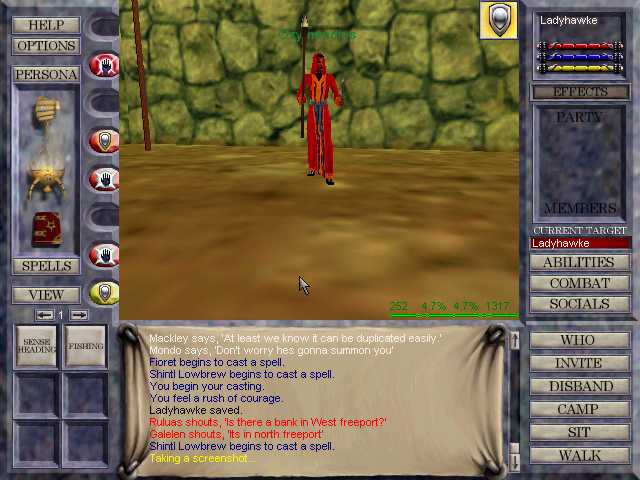 HELP
OPTIONS
PERSONA
SPELLS
VIEW
1
SENSE
HEADING
FISHING
Ladyhawke
EFFECTS
PARTY
MEMBERS
CURRENT TARGET
Ladyhawke
ABILITIES
COMBAT
SOCIALS
252 4.7% 4.7% 1317
Mackley says, 'At least we know it can be duplicated easily.'
Mondo says, 'Don't worry hes gonna summon you'
Fioret begins to cast a spell.
Shintl Lowbrew begins to cast a spell.
You begin your casting.
You feel a rush of courage.
Ladyhawke saved.
Ruluas shouts, 'Is there a bank in West freeport?'
Galelen shouts, 'Its in north freeport'
Shintl Lowbrew begins to cast a spell.
Taking a screenshot...
WHO
INVITE
DISBAND
CAMP
SIT
WALK